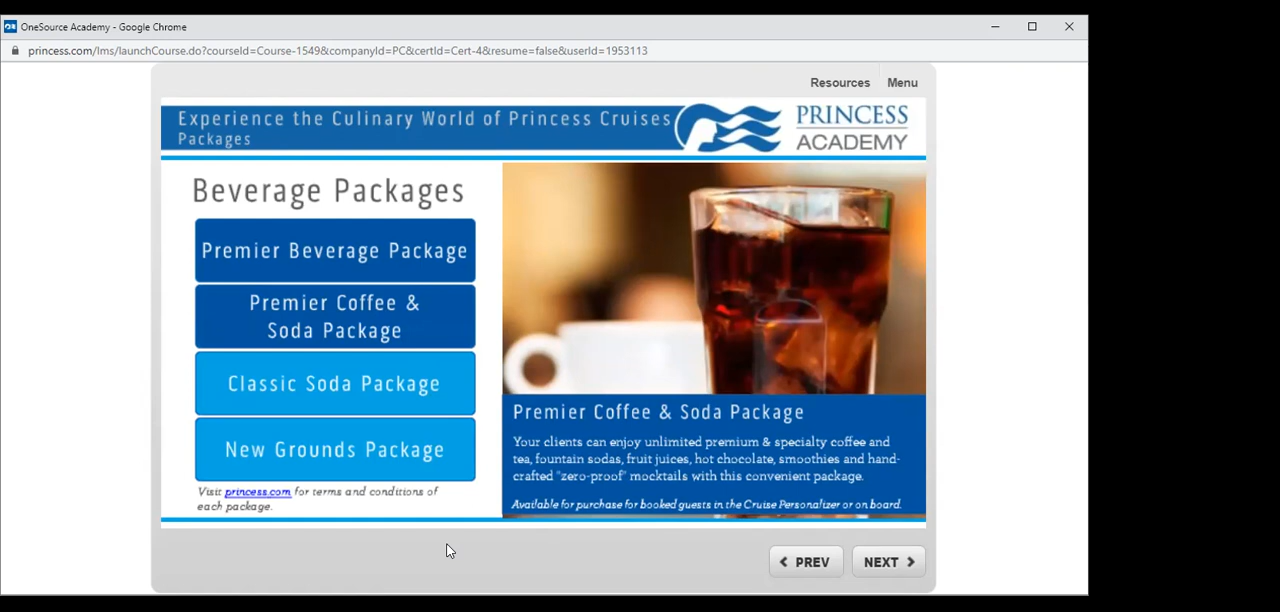 OneSource Academy - Google Chrome
princess.com/lms/launchCourse.do?courseId=Course-1549&companyId=PC&certId=Cert-4&resume=false&userId=1953113
Resources Menu
Experience the Culinary World of Princess Cruises
Packages
PRINCESS
ACADEMY
Beverage Packages
Premier Beverage Package
Premier Coffee &
Soda Package
Classic Soda Package
New Grounds Package
Visit princess.com for terms and conditions of
each package.
Premier Coffee & Soda Package
Your clients can enjoy unlimited premium & specialty coffee and
tea, fountain sodas, fruit juices, hot chocolate, smoothies and hand-
crafted "zero-proof" mocktails with this convenient package.
Available for purchase for booked guests in the Cruise Personalizer or on board.
PREV NEXT